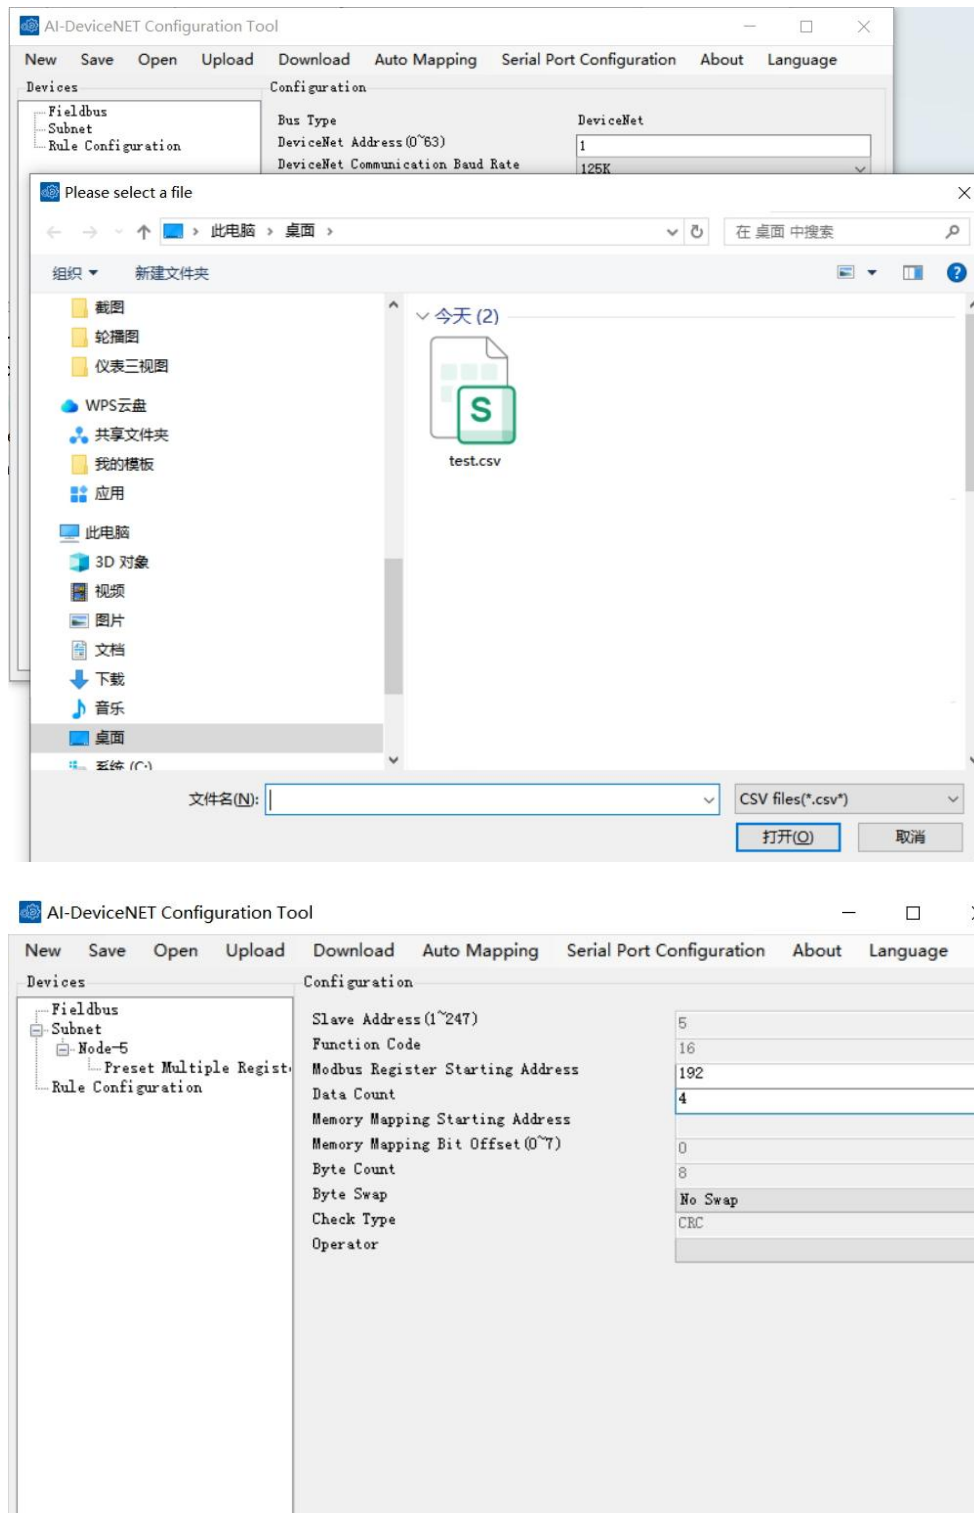 AI-DeviceNET Configuration Tool
New Save Open Upload Download Auto Mapping Serial Port Configuration About Language
Devices
Fieldbus
Subnet
Rule Configuration
Configuration
Bus Type DeviceNet
DeviceNet Address(0~63) 1
DeviceNet Communication Baud Rate 125K
Please select a file
此电脑 › 桌面 ›
在 桌面 中搜索
组织 新建文件夹
截图
轮播图
仪表三视图
WPS云盘
共享文件夹
我的模板
应用
此电脑
3D 对象
视频
图片
文档
下载
音乐
桌面
系统 (C:)
今天 (2)
S
test.csv
文件名(N): CSV files(*.csv*)
打开(O) 取消
AI-DeviceNET Configuration Tool
New Save Open Upload Download Auto Mapping Serial Port Configuration About Language
Devices
Fieldbus
Subnet
Node-5
Preset Multiple Regist
Rule Configuration
Configuration
Slave Address(1~247) 5
Function Code 16
Modbus Register Starting Address 192
Data Count 4
Memory Mapping Starting Address
Memory Mapping Bit Offset(0~7) 0
Byte Count 8
Byte Swap No Swap
Check Type CRC
Operator